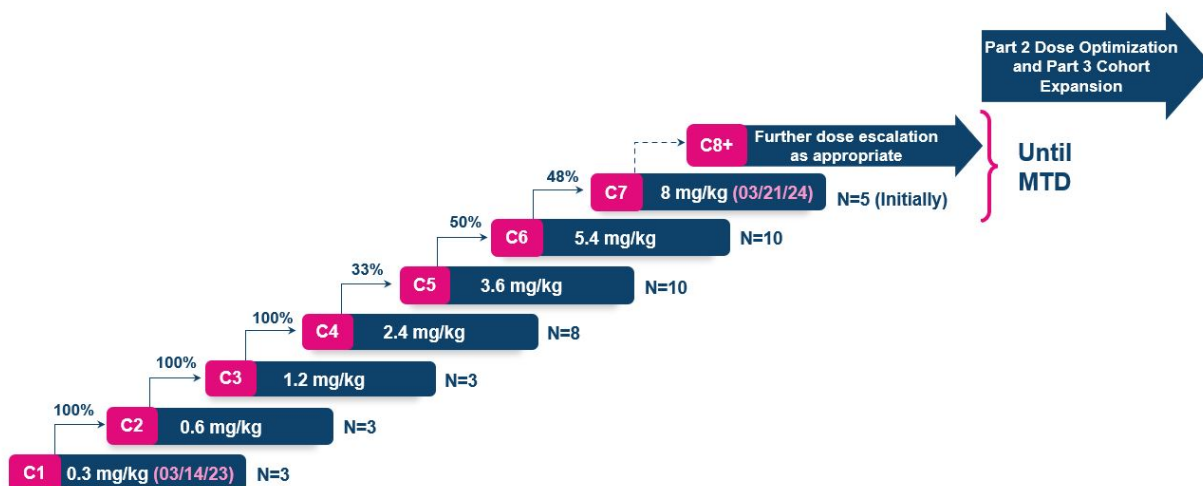 Part 2 Dose Optimization
and Part 3 Cohort
Expansion
C8+
Further dose escalation
as appropriate
Until
MTD
48%
C7
8 mg/kg (03/21/24)
N=5 (Initially)
50%
C6
5.4 mg/kg
N=10
33%
C5
3.6 mg/kg
N=10
100%
C4
2.4 mg/kg
N=8
100%
C3
1.2 mg/kg
N=3
100%
C2
0.6 mg/kg
N=3
C1
0.3 mg/kg (03/14/23)
N=3